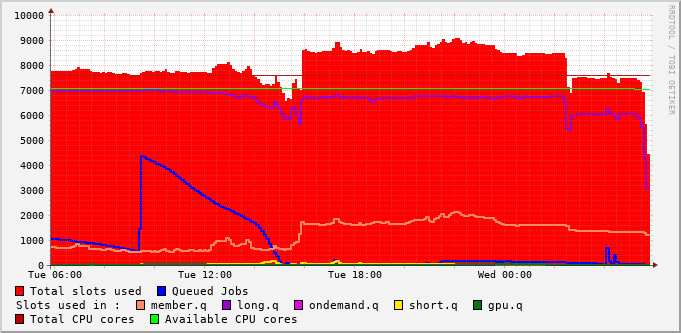 10000
9000
8000
7000
6000
5000
4000
3000
2000
1000
0
Tue 06:00 Tue 12:00 Tue 18:00 Wed 00:00
RRDTOOL / TOBI OETIKER
Total slots used Queued Jobs
Slots used in : member.q long.q ondemand.q short.q gpu.q
Total CPU cores Available CPU cores